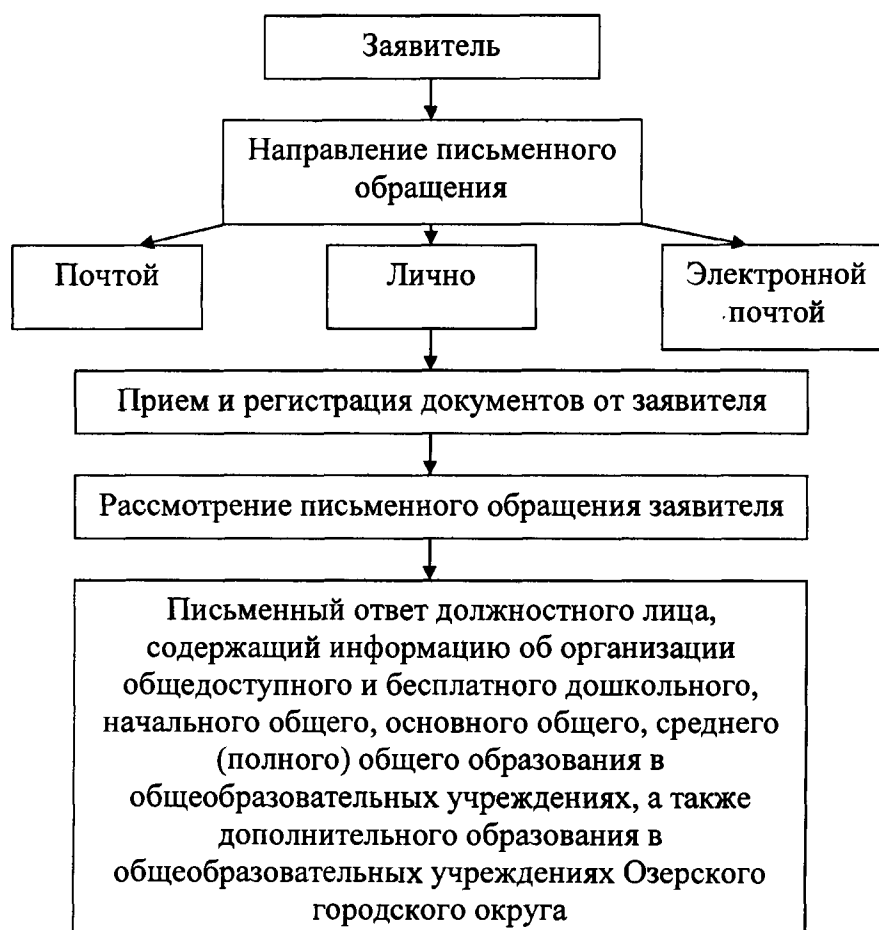 Заявитель
Направление письменного
обращения
Почтой
Лично
Электронной
почтой
Прием и регистрация документов от заявителя
Рассмотрение письменного обращения заявителя
Письменный ответ должностного лица,
содержащий информацию об организации
общедоступного и бесплатного дошкольного,
начального общего, основного общего, среднего
(полного) общего образования в
общеобразовательных учреждениях, а также
дополнительного образования в
общеобразовательных учреждениях Озерского
городского округа